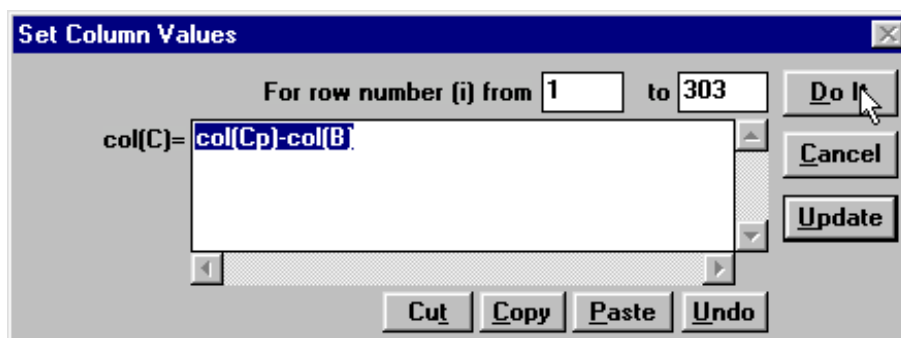 Set Column Values
For row number (i) from 1 to 303
Do It
col(C)= col(Cp)-col(B)
Cancel
Update
Cut Copy Paste Undo